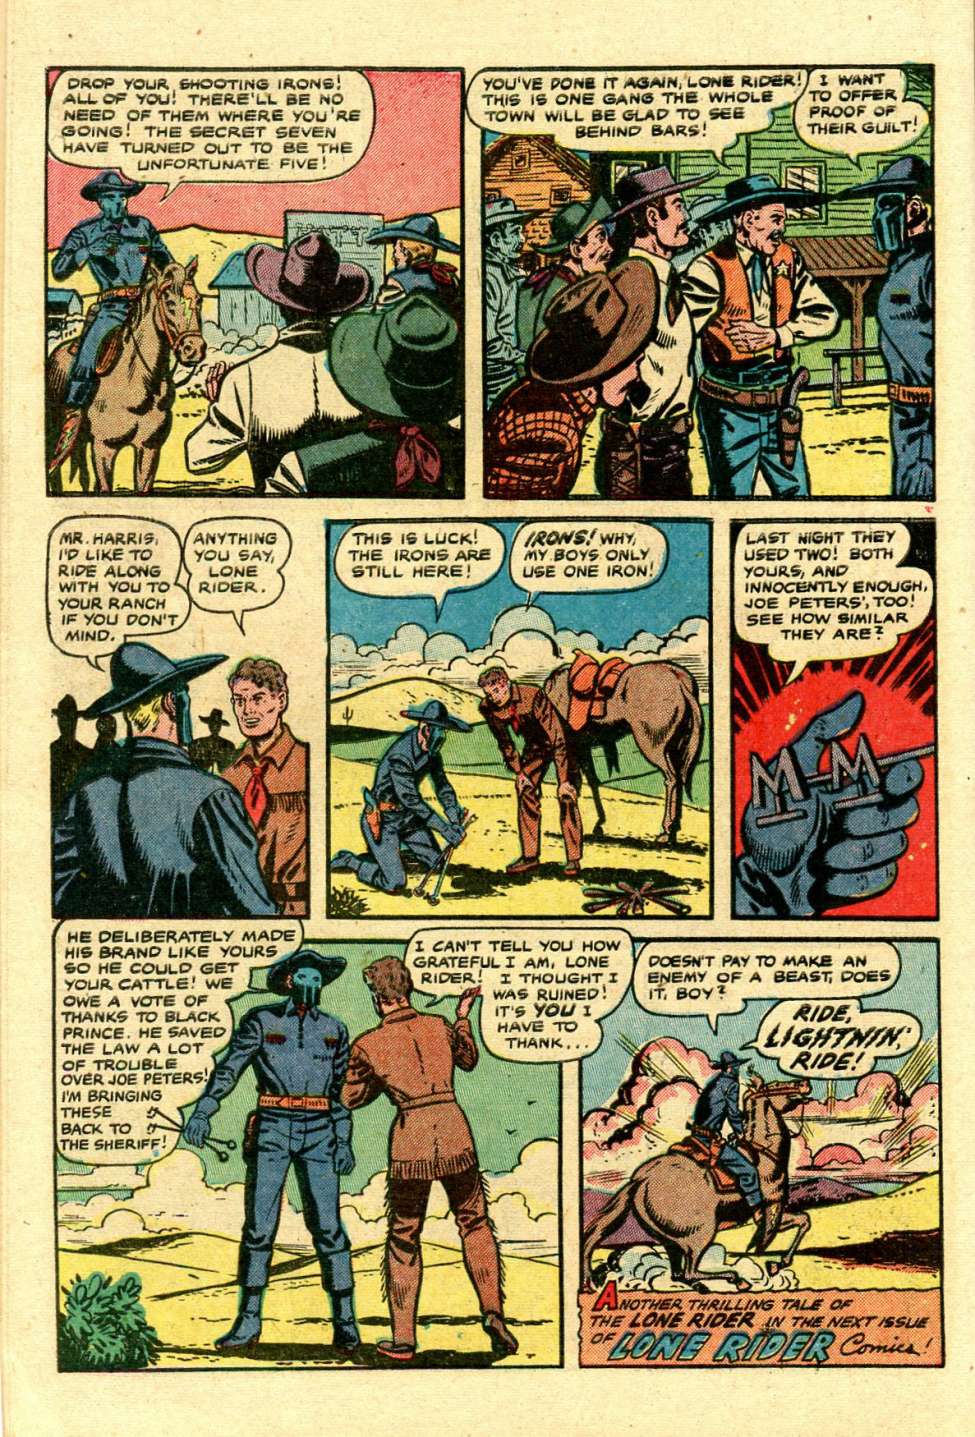 DROP YOUR SHOOTING IRONS!
ALL OF YOU! THERE'LL BE NO
NEED OF THEM WHERE YOU'RE
GOING! THE SECRET SEVEN
HAVE TURNED OUT TO BE THE
UNFORTUNATE FIVE!
YOU'VE DONE IT AGAIN, LONE RIDER!
THIS IS ONE GANG THE WHOLE
TOWN WILL BE GLAD TO SEE
BEHIND BARS!
I WANT
TO OFFER
PROOF OF
THEIR GUILT!
MR. HARRIS,
I'D LIKE TO
RIDE ALONG
WITH YOU TO
YOUR RANCH
IF YOU DON'T
MIND.
ANYTHING
YOU SAY,
LONE
RIDER.
THIS IS LUCK!
THE IRONS ARE
STILL HERE!
IRONS! WHY,
MY BOYS ONLY
USE ONE IRON!
LAST NIGHT THEY
USED TWO! BOTH
YOURS, AND
INNOCENTLY ENOUGH,
JOE PETERS', TOO!
SEE HOW SIMILAR
THEY ARE?
M M
HE DELIBERATELY MADE
HIS BRAND LIKE YOURS
SO HE COULD GET
YOUR CATTLE! WE
OWE A VOTE OF
THANKS TO BLACK
PRINCE. HE SAVED
THE LAW A LOT
OF TROUBLE
OVER JOE PETERS!
I'M BRINGING
THESE
BACK TO
THE SHERIFF!
I CAN'T TELL YOU HOW
GRATEFUL I AM, LONE
RIDER! I THOUGHT I
WAS RUINED!
IT'S YOU I
HAVE TO
THANK...
DOESN'T PAY TO MAKE AN
ENEMY OF A BEAST, DOES
IT, BOY?
RIDE,
LIGHTNIN',
RIDE!
ANOTHER THRILLING TALE OF
THE LONE RIDER IN THE NEXT ISSUE
OF LONE RIDER Comics!